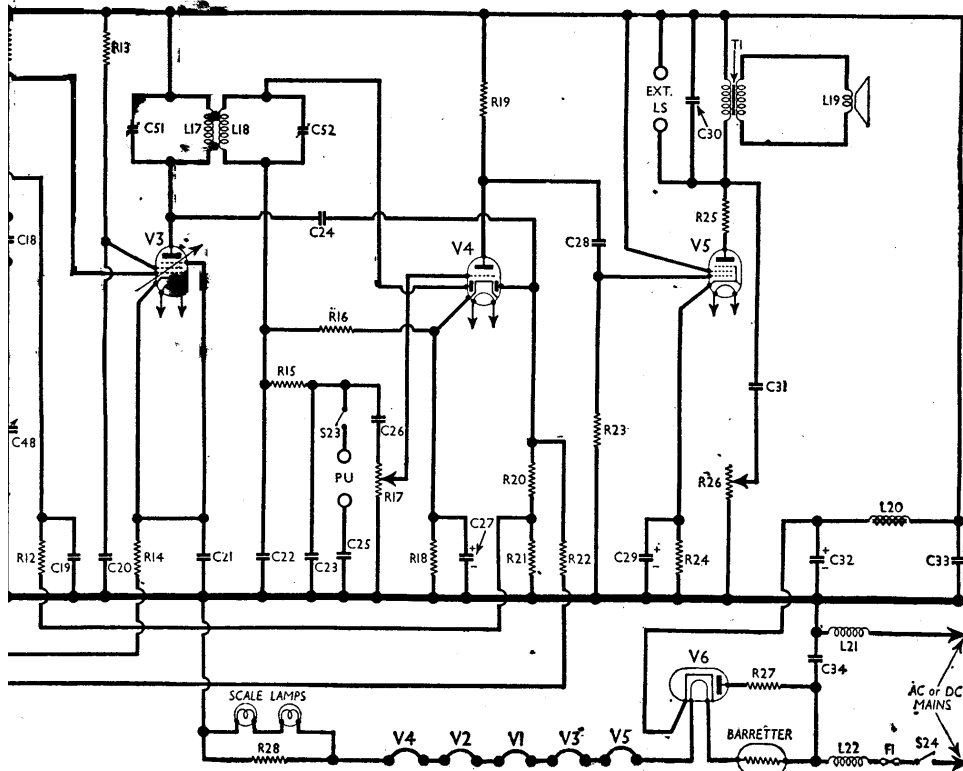 R13
R19
EXT.
LS
T1
C30
L19
C51
L17
L18
C52
C18
V3
C24
V4
C28
R25
V5
R16
R15
C31
C48
S23
C26
R23
PU
R17
R20
R26
L20
R12
C19
C20
R14
C21
C22
C23
C25
R18
C27
+
-
R21
R22
C29
+
-
R24
+
C32
-
C33
L21
V6
R27
C34
SCALE LAMPS
AC or DC
MAINS
R28
V4
V2
V1
V3
V5
BARRETTER
L22
F1
S24